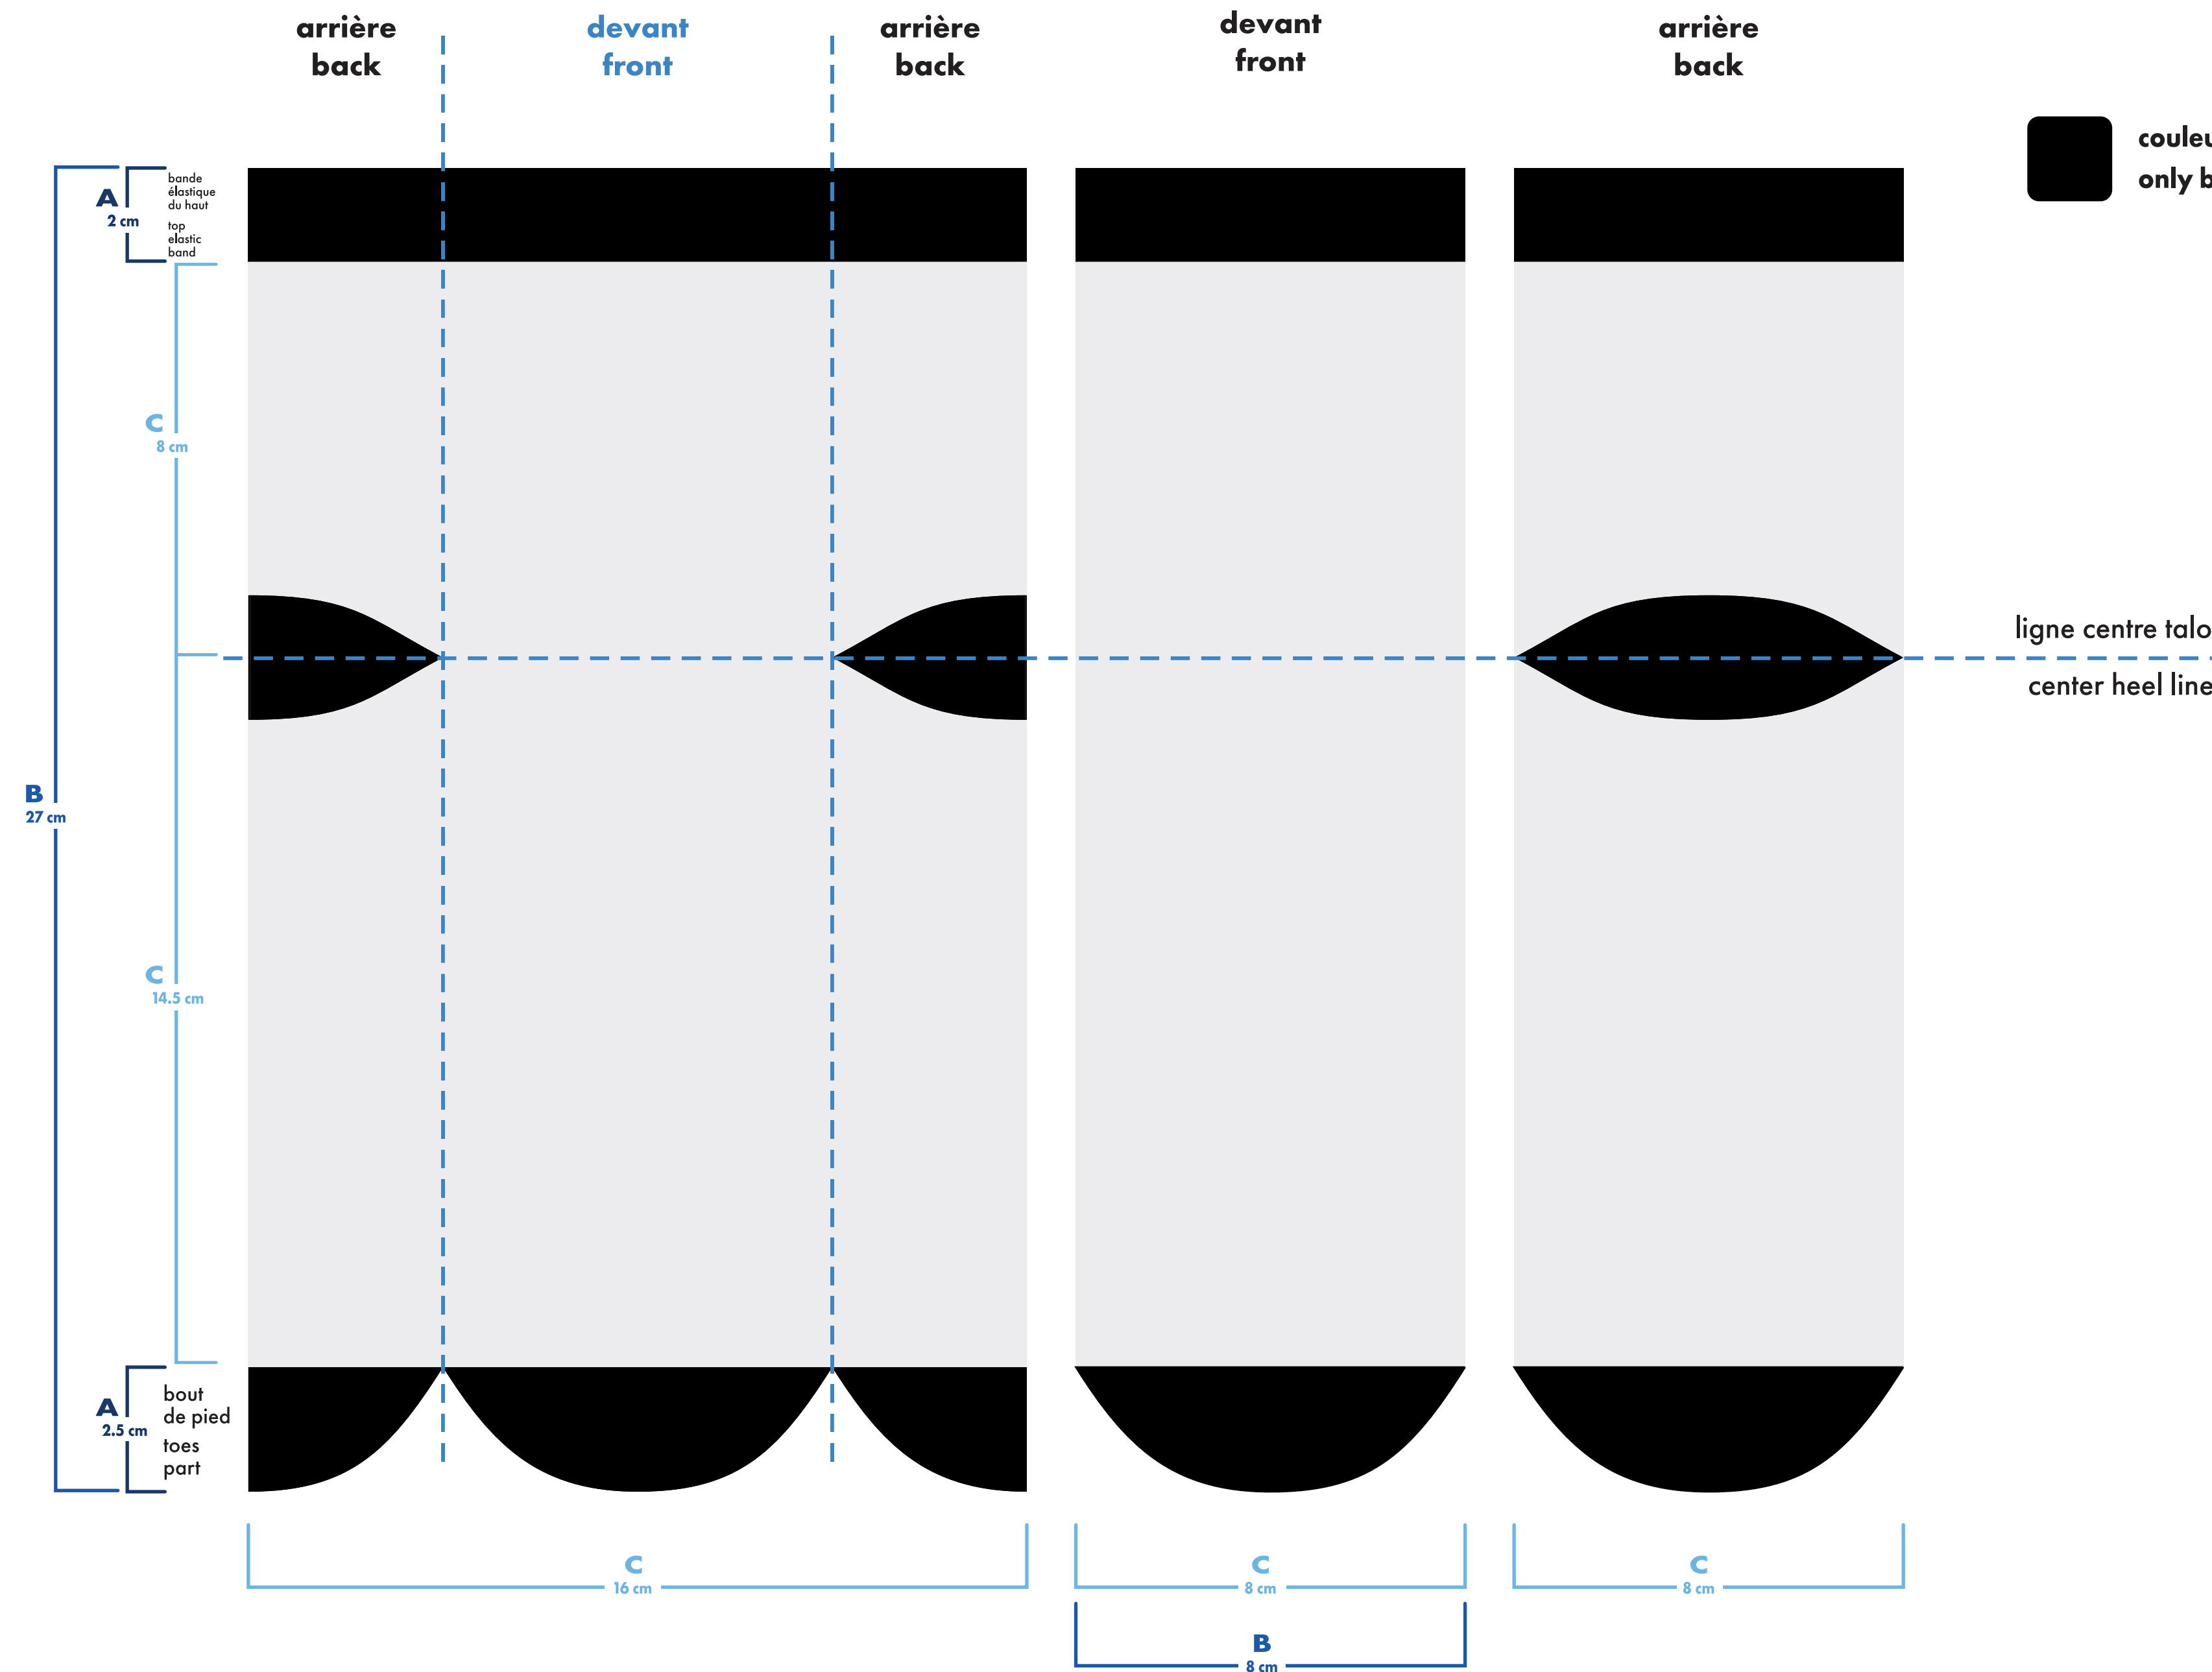 arrière
back
devant
front
arrière
back
devant
front
arrière
back
only
A
2 cm
bande
élastique
du haut
top
elastic
band
C
8 cm
ligne centre
center heel line
B
27 cm
C
14.5 cm
A
2.5 cm
bout
de pied
toes
part
C
16 cm
C
8 cm
C
8 cm
B
8 cm